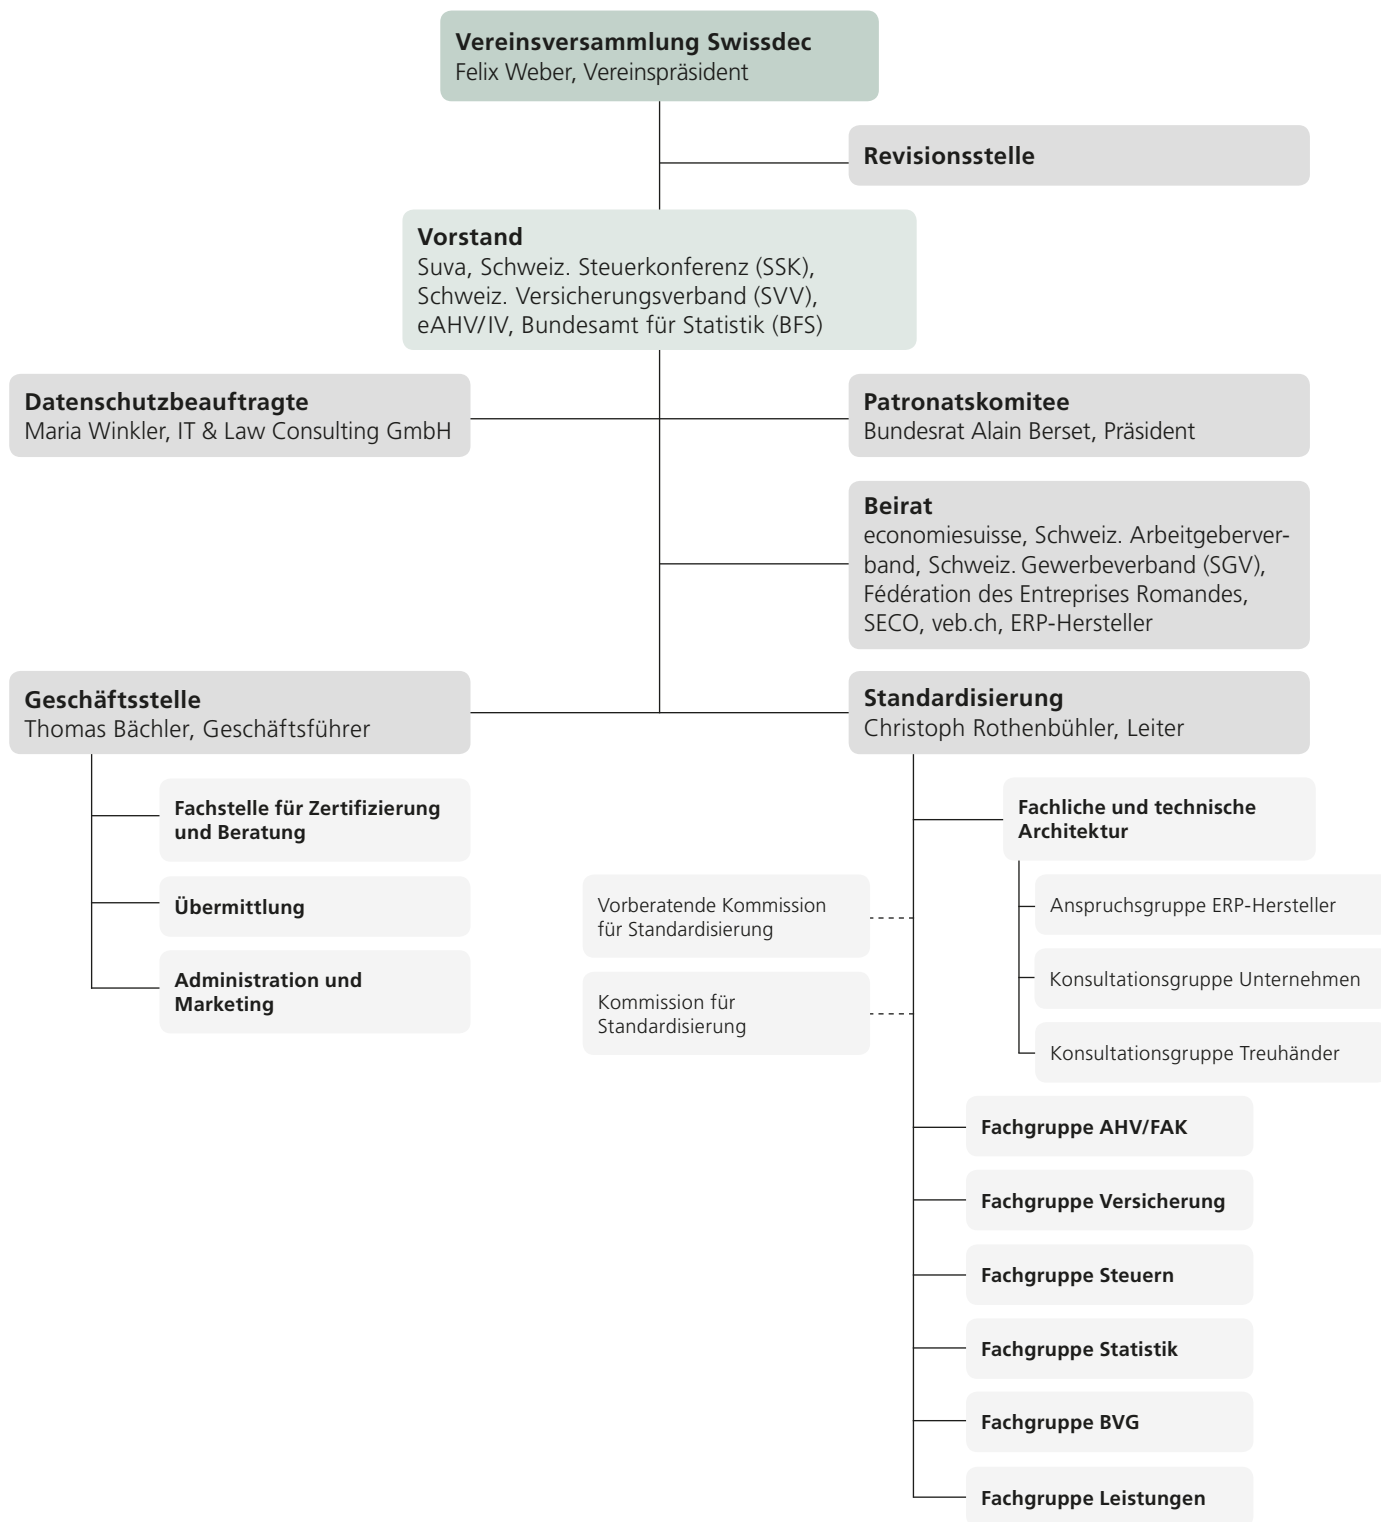 Vereinsversammlung Swissdec
Felix Weber, Vereinspräsident
Revisionsstelle
Vorstand
Suva, Schweiz. Steuerkonferenz (SSK),
Schweiz. Versicherungsverband (SVV),
eAHV/IV, Bundesamt für Statistik (BFS)
Datenschutzbeauftragte
Maria Winkler, IT & Law Consulting GmbH
Patronatskomitee
Bundesrat Alain Berset, Präsident
Beirat
economiesuisse, Schweiz. Arbeitgeberver-
band, Schweiz. Gewerbeverband (SGV),
Fédération des Entreprises Romandes,
SECO, veb.ch, ERP-Hersteller
Geschäftsstelle
Thomas Bächler, Geschäftsführer
Fachstelle für Zertifizierung
und Beratung
Übermittlung
Administration und
Marketing
Standardisierung
Christoph Rothenbühler, Leiter
Fachliche und technische
Architektur
Anspruchsgruppe ERP-Hersteller
Konsultationsgruppe Unternehmen
Konsultationsgruppe Treuhänder
Vorberatende Kommission
für Standardisierung
Kommission für
Standardisierung
Fachgruppe AHV/FAK
Fachgruppe Versicherung
Fachgruppe Steuern
Fachgruppe Statistik
Fachgruppe BVG
Fachgruppe Leistungen